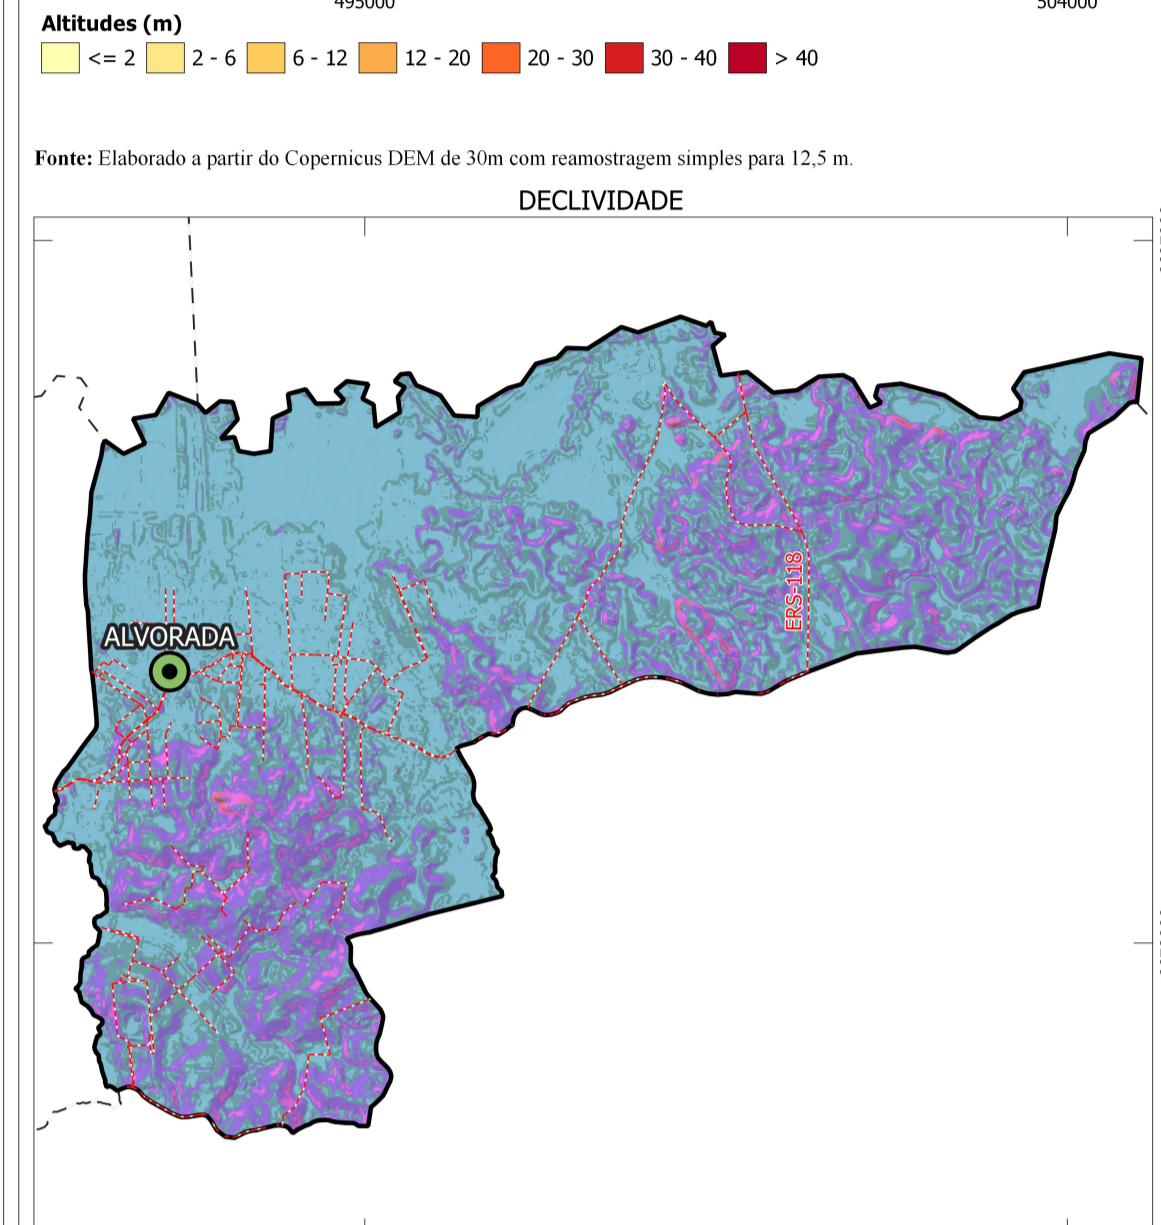 495000 504000
Altitudes (m)
<= 2 2 - 6 6 - 12 12 - 20 20 - 30 30 - 40 > 40
Fonte: Elaborado a partir do Copernicus DEM de 30m com reamostragem simples para 12,5 m.
DECLIVIDADE
ERS-118
ALVORADA